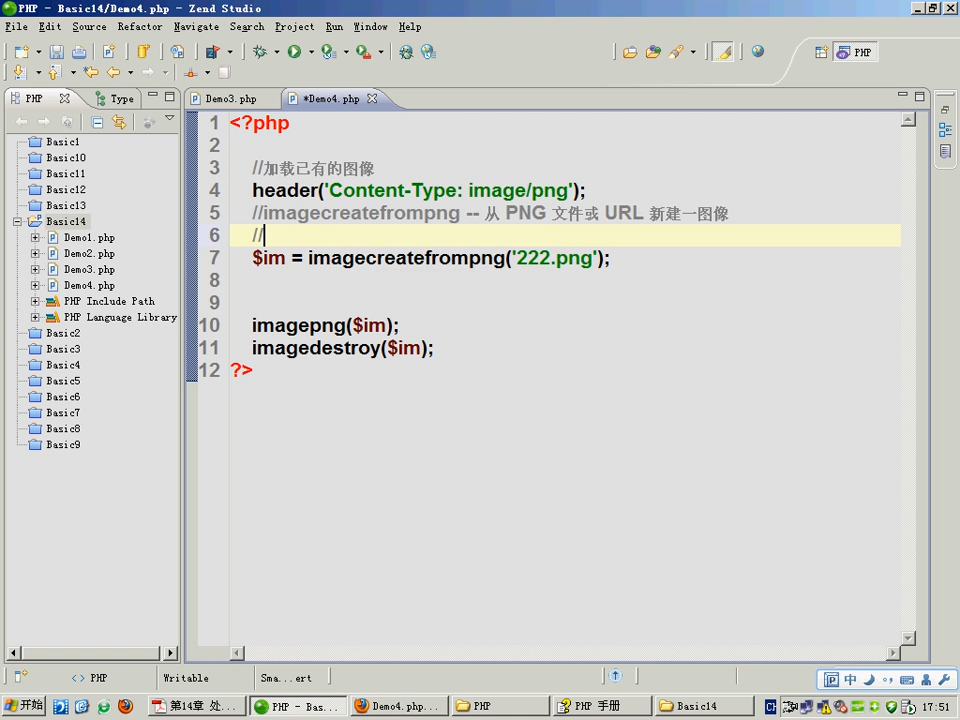 PHP - Basic14/Demo4.php - Zend Studio
File Edit Source Refactor Navigate Search Project Run Window Help
PHP
PHP Type Demo3.php *Demo4.php
Basic1
Basic10
Basic11
Basic12
Basic13
Basic14
Demo1.php
Demo2.php
Demo3.php
Demo4.php
PHP Include Path
PHP Language Library
Basic2
Basic3
Basic4
Basic5
Basic6
Basic7
Basic8
Basic9
1 <?php
2
3 //加载已有的图像
4 header('Content-Type: image/png');
5 //imagecreatefrompng -- 从 PNG 文件或 URL 新建一图像
6 //
7 $im = imagecreatefrompng('222.png');
8
9
10 imagepng($im);
11 imagedestroy($im);
12 ?>
<> PHP Writable Sma...ert
中
开始 第14章 处... PHP - Bas... Demo4.php... PHP PHP 手册 Basic14 CH 17:51